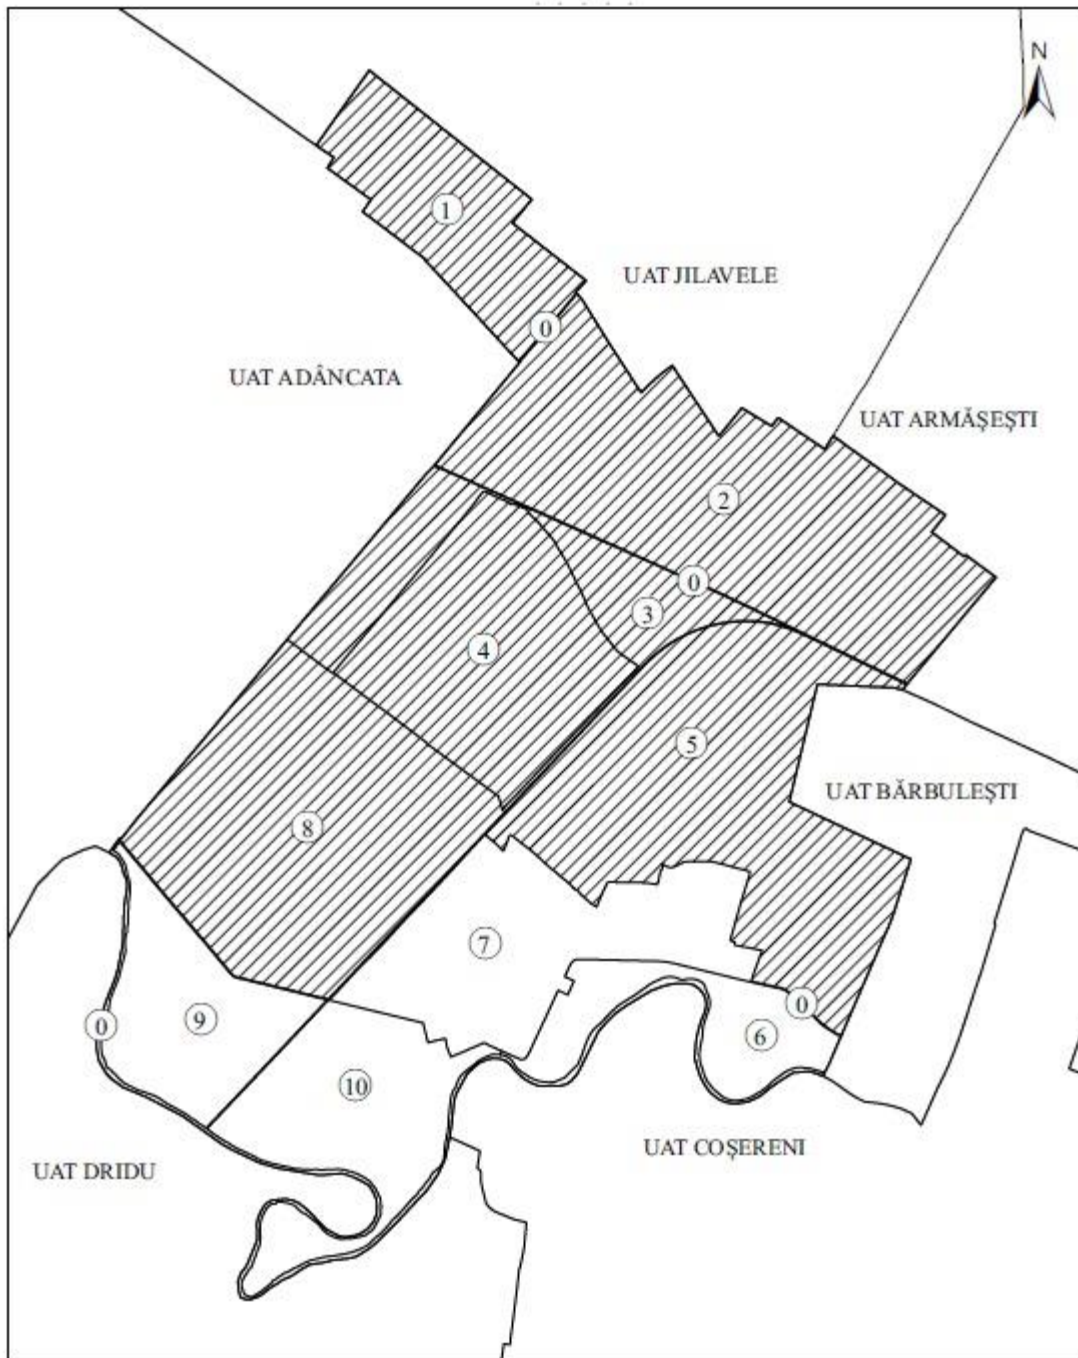 N
1
UAT JILAVELE
0
UAT ADÂNCATA
UAT ARMĂȘEȘTI
2
0
3
4
5
UAT BĂRBULEȘTI
8
7
0
9
0
6
10
UAT COȘERENI
UAT DRIDU